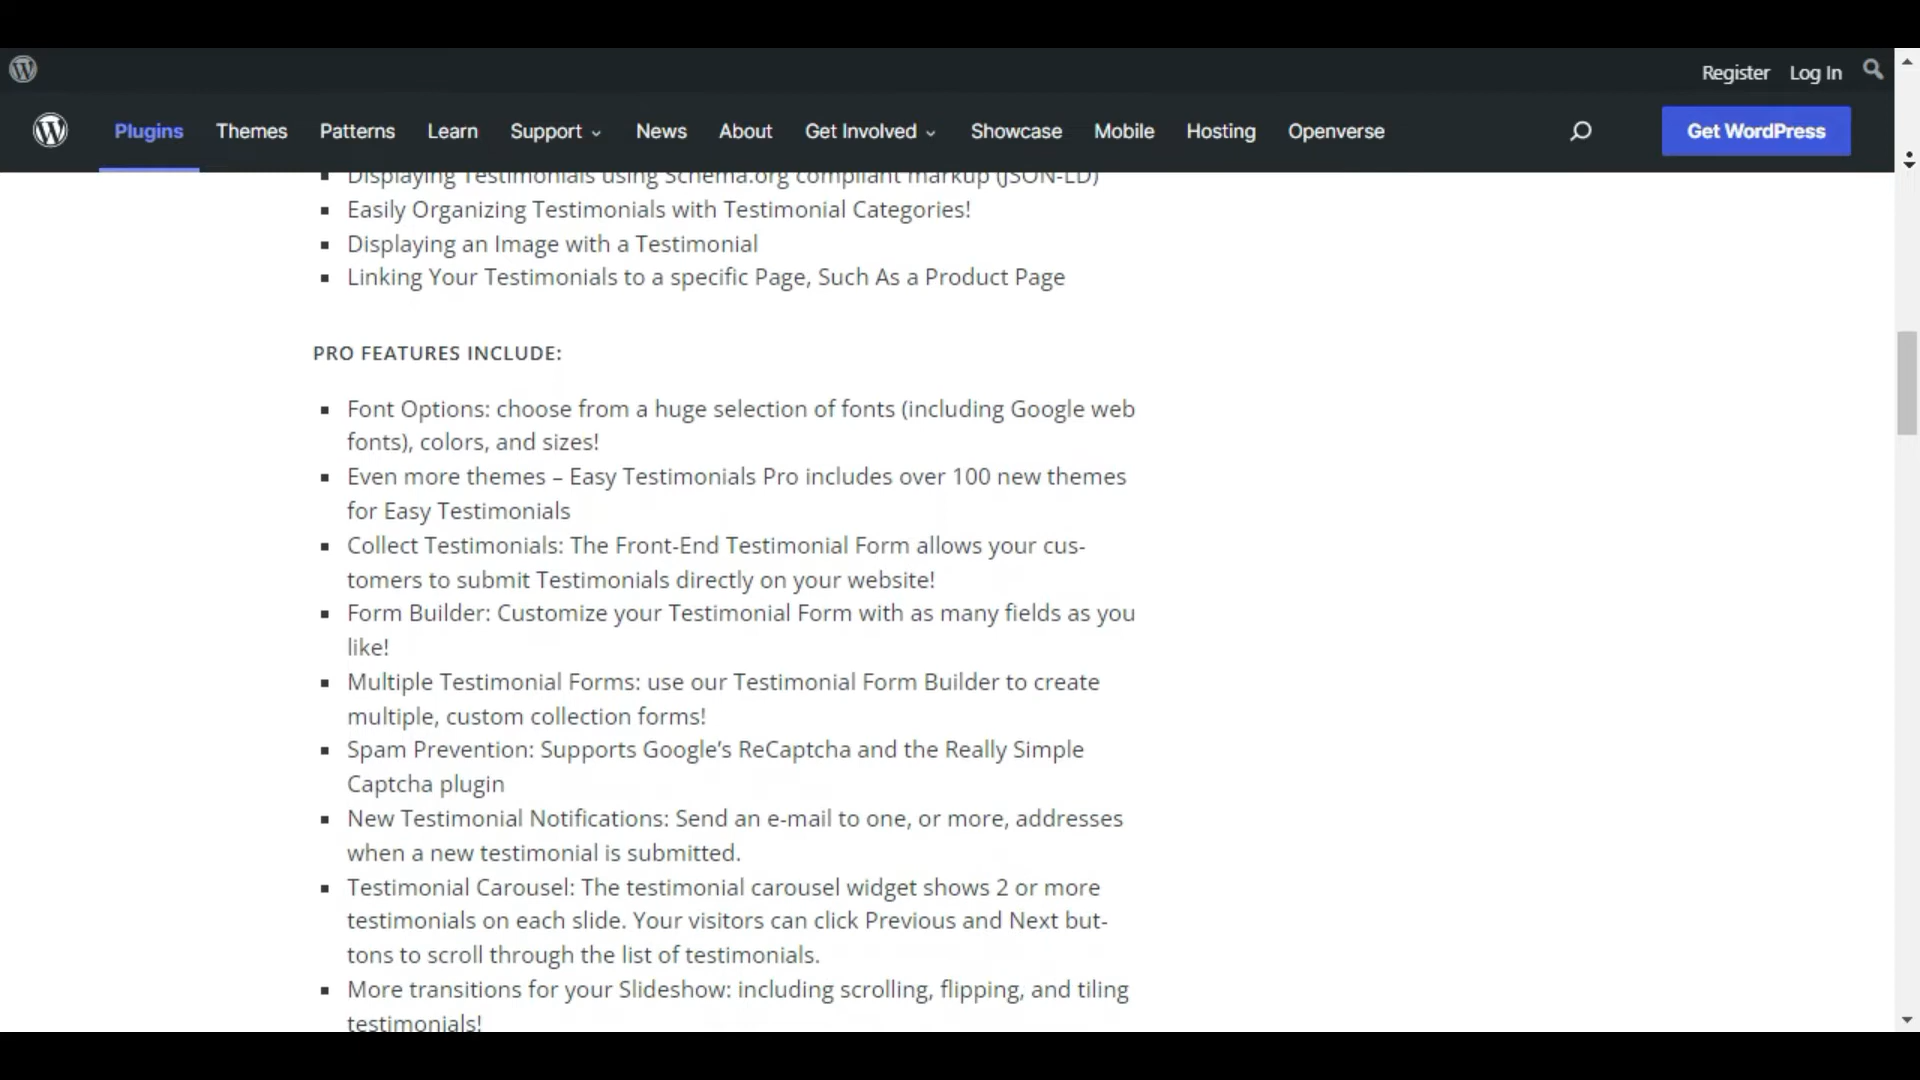 Register Log In
Plugins Themes Patterns Learn Support News About Get Involved Showcase Mobile Hosting Openverse Get WordPress
Displaying Testimonials using Schema.org compliant markup (JSON-LD)
Easily Organizing Testimonials with Testimonial Categories!
Displaying an Image with a Testimonial
Linking Your Testimonials to a specific Page, Such As a Product Page
PRO FEATURES INCLUDE:
Font Options: choose from a huge selection of fonts (including Google web
fonts), colors, and sizes!
Even more themes – Easy Testimonials Pro includes over 100 new themes
for Easy Testimonials
Collect Testimonials: The Front-End Testimonial Form allows your cus-
tomers to submit Testimonials directly on your website!
Form Builder: Customize your Testimonial Form with as many fields as you
like!
Multiple Testimonial Forms: use our Testimonial Form Builder to create
multiple, custom collection forms!
Spam Prevention: Supports Google’s ReCaptcha and the Really Simple
Captcha plugin
New Testimonial Notifications: Send an e-mail to one, or more, addresses
when a new testimonial is submitted.
Testimonial Carousel: The testimonial carousel widget shows 2 or more
testimonials on each slide. Your visitors can click Previous and Next but-
tons to scroll through the list of testimonials.
More transitions for your Slideshow: including scrolling, flipping, and tiling
testimonials!